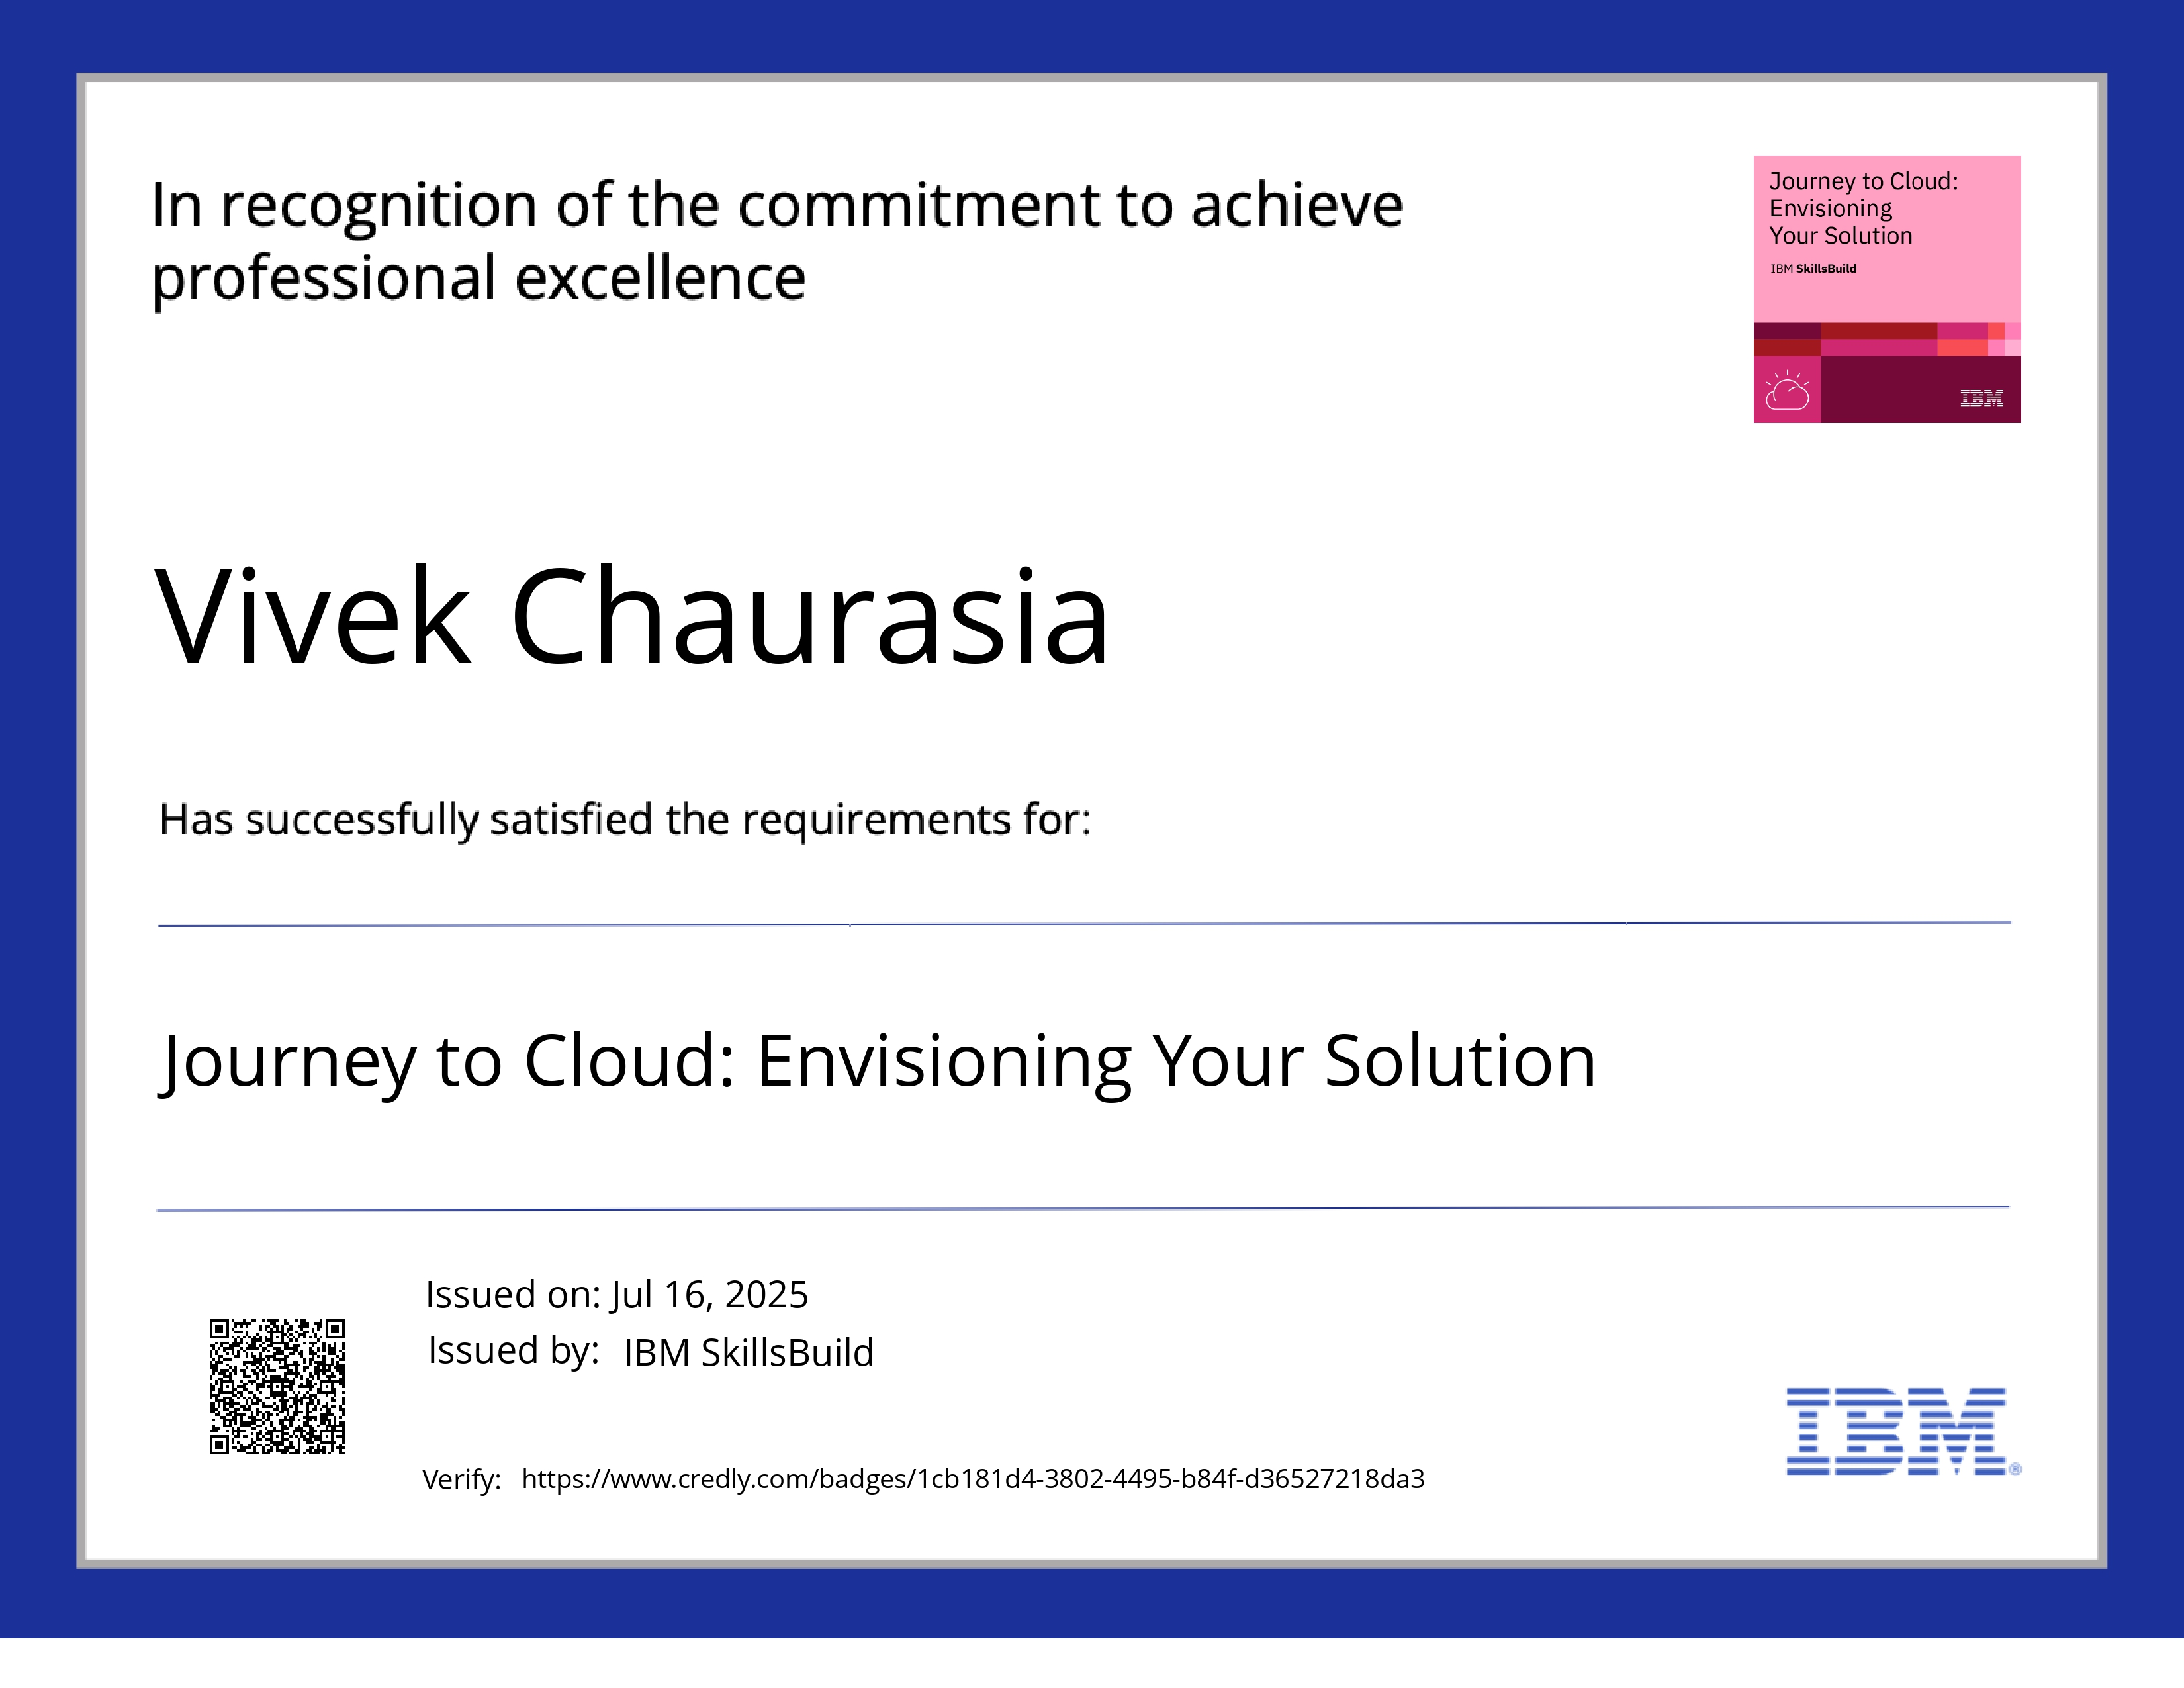 In recognition of the commitment to achieve
professional excellence
Journey to Cloud:
Envisioning
Your Solution
IBM SkillsBuild
IBM
Vivek Chaurasia
Has successfully satisfied the requirements for:
Journey to Cloud: Envisioning Your Solution
Issued on: Jul 16, 2025
Issued by: IBM SkillsBuild
Verify: https://www.credly.com/badges/1cb181d4-3802-4495-b84f-d36527218da3
IBM®